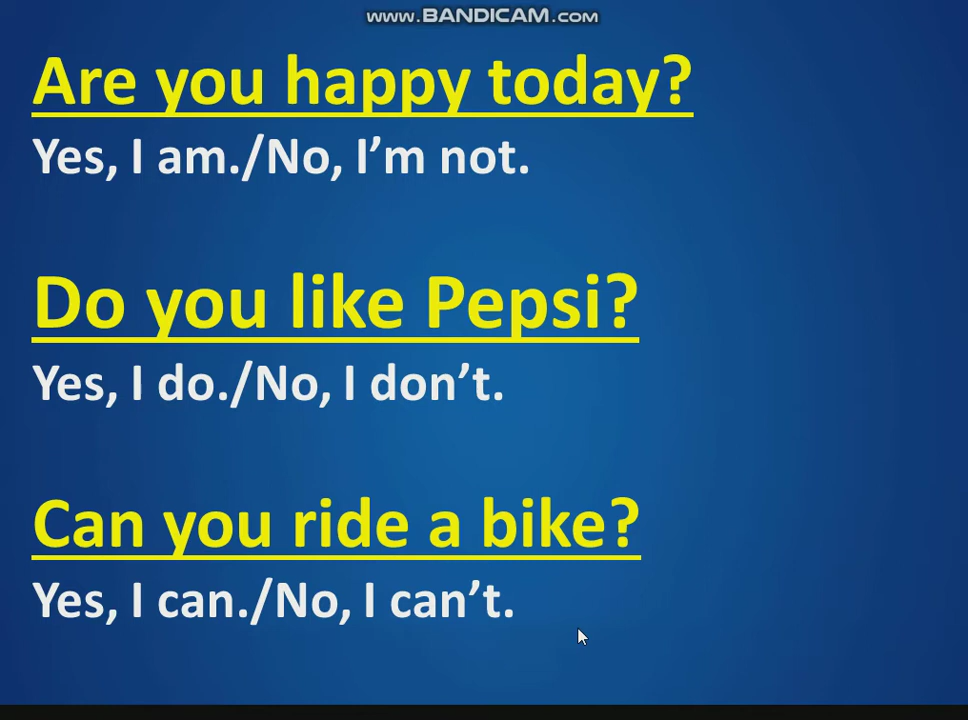 www.BANDICAM.com
Are you happy today?
Yes, I am./No, I’m not.
Do you like Pepsi?
Yes, I do./No, I don’t.
Can you ride a bike?
Yes, I can./No, I can’t.